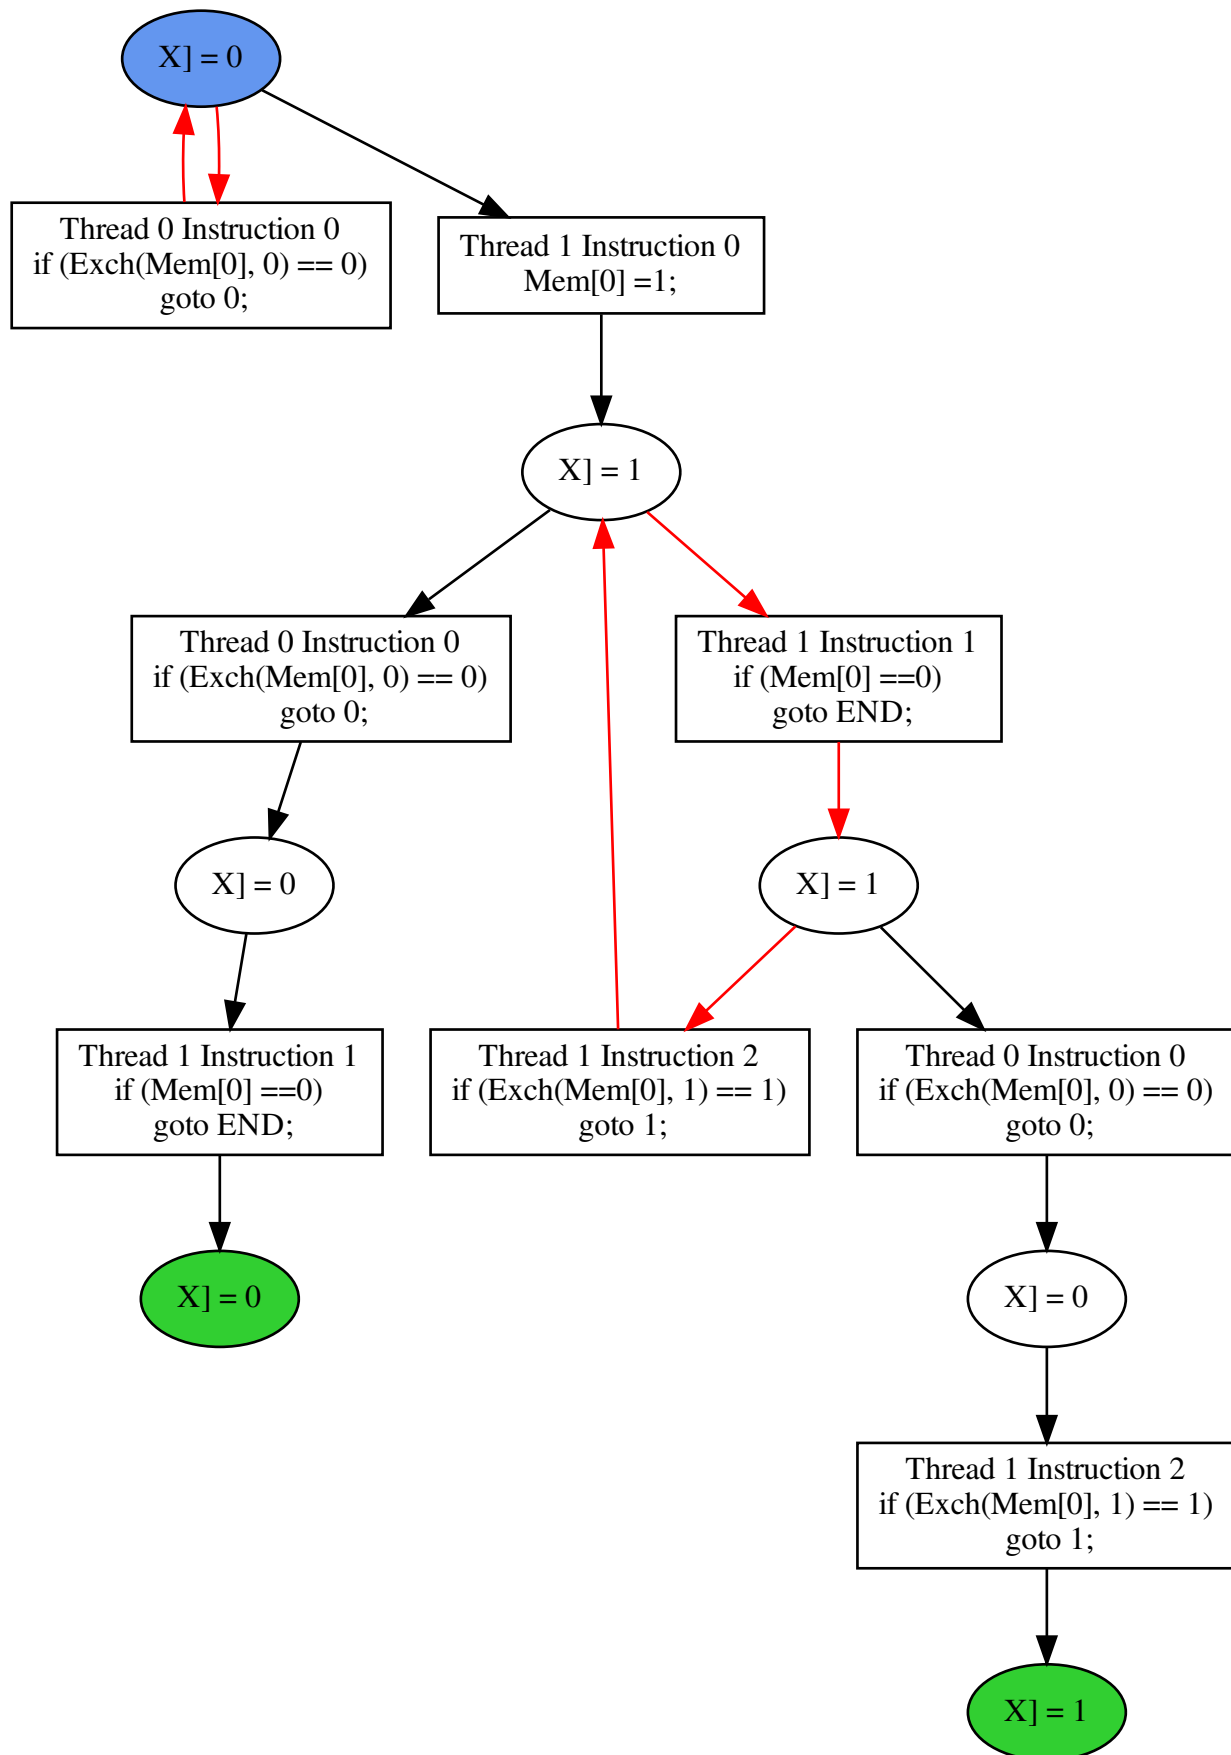 X] = 0
Thread 0 Instruction 0
if (Exch(Mem[0], 0) == 0)
goto 0;
Thread 1 Instruction 0
Mem[0] =1;
X] = 1
Thread 0 Instruction 0
if (Exch(Mem[0], 0) == 0)
goto 0;
Thread 1 Instruction 1
if (Mem[0] ==0)
goto END;
X] = 0
X] = 1
Thread 1 Instruction 1
if (Mem[0] ==0)
goto END;
Thread 1 Instruction 2
if (Exch(Mem[0], 1) == 1)
goto 1;
Thread 0 Instruction 0
if (Exch(Mem[0], 0) == 0)
goto 0;
X] = 0
X] = 0
Thread 1 Instruction 2
if (Exch(Mem[0], 1) == 1)
goto 1;
X] = 1